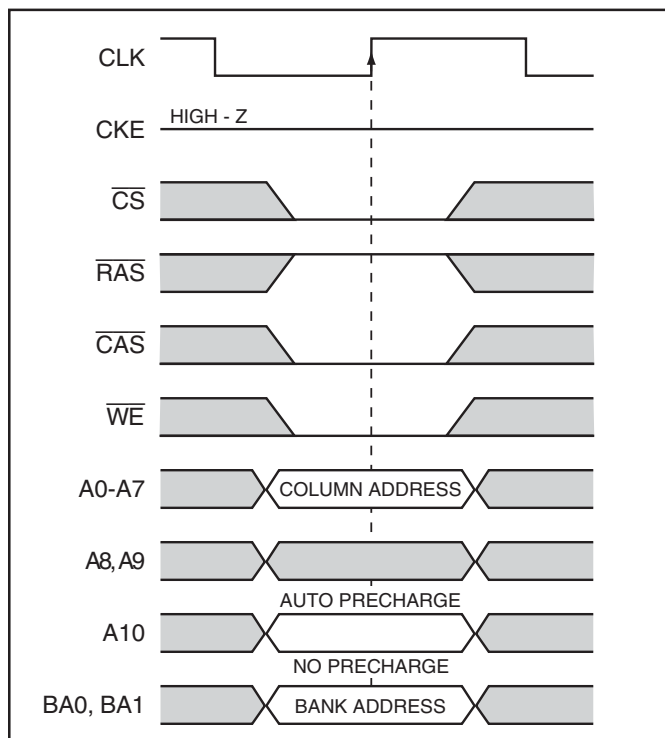 CLK
CKE HIGH - Z
CS
RAS
CAS
WE
A0-A7 COLUMN ADDRESS
A8, A9
AUTO PRECHARGE
A10
NO PRECHARGE
BA0, BA1 BANK ADDRESS